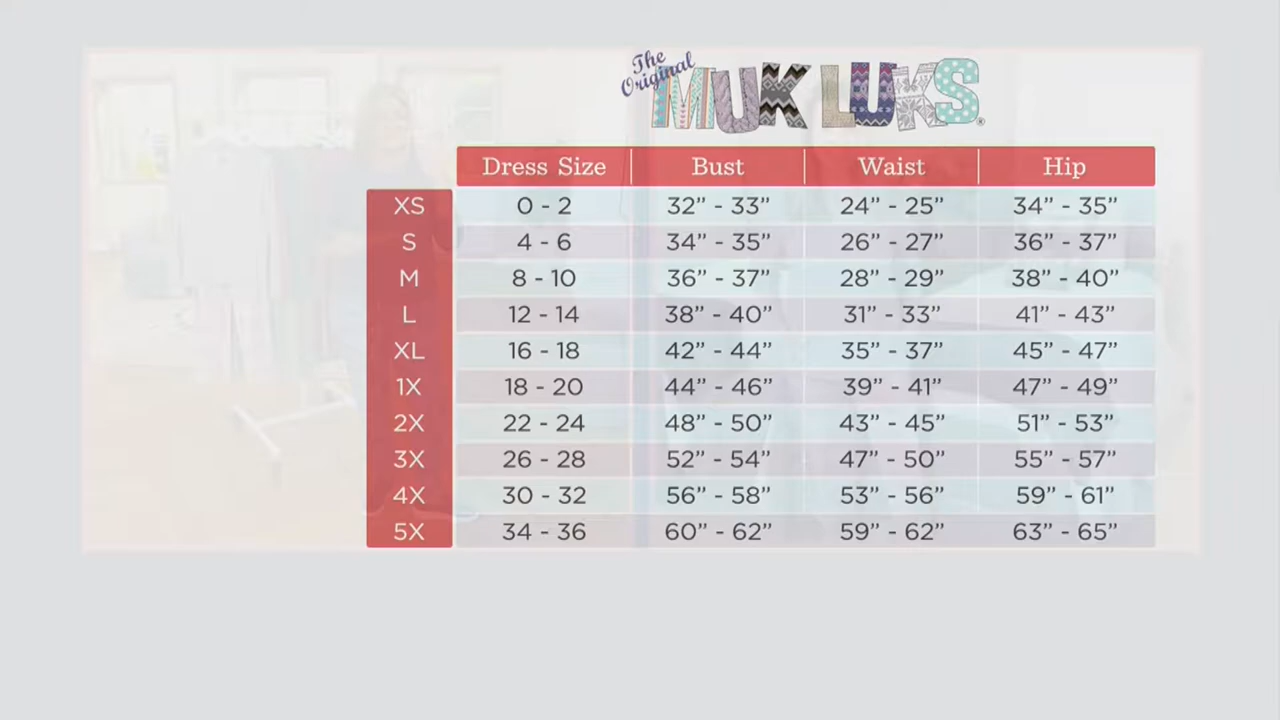 The Original
MUK LUKS®
Dress Size Bust Waist Hip
XS 0 - 2 32” - 33” 24” - 25” 34” - 35”
S 4 - 6 34” - 35” 26” - 27” 36” - 37”
M 8 - 10 36” - 37” 28” - 29” 38” - 40”
L 12 - 14 38” - 40” 31” - 33” 41” - 43”
XL 16 - 18 42” - 44” 35” - 37” 45” - 47”
1X 18 - 20 44” - 46” 39” - 41” 47” - 49”
2X 22 - 24 48” - 50” 43” - 45” 51” - 53”
3X 26 - 28 52” - 54” 47” - 50” 55” - 57”
4X 30 - 32 56” - 58” 53” - 56” 59” - 61”
5X 34 - 36 60” - 62” 59” - 62” 63” - 65”